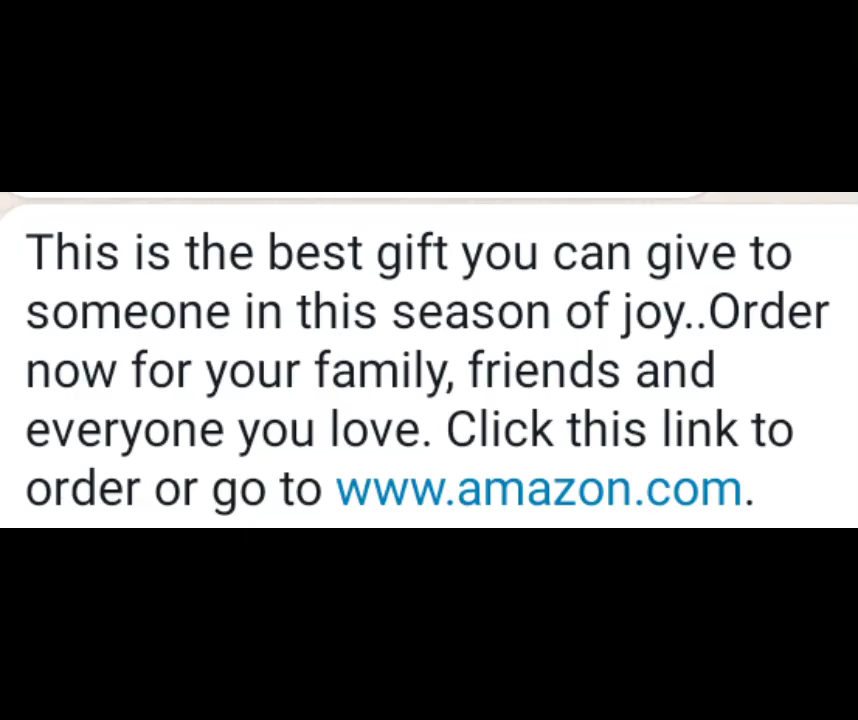 This is the best gift you can give to
someone in this season of joy..Order
now for your family, friends and
everyone you love. Click this link to
order or go to www.amazon.com.